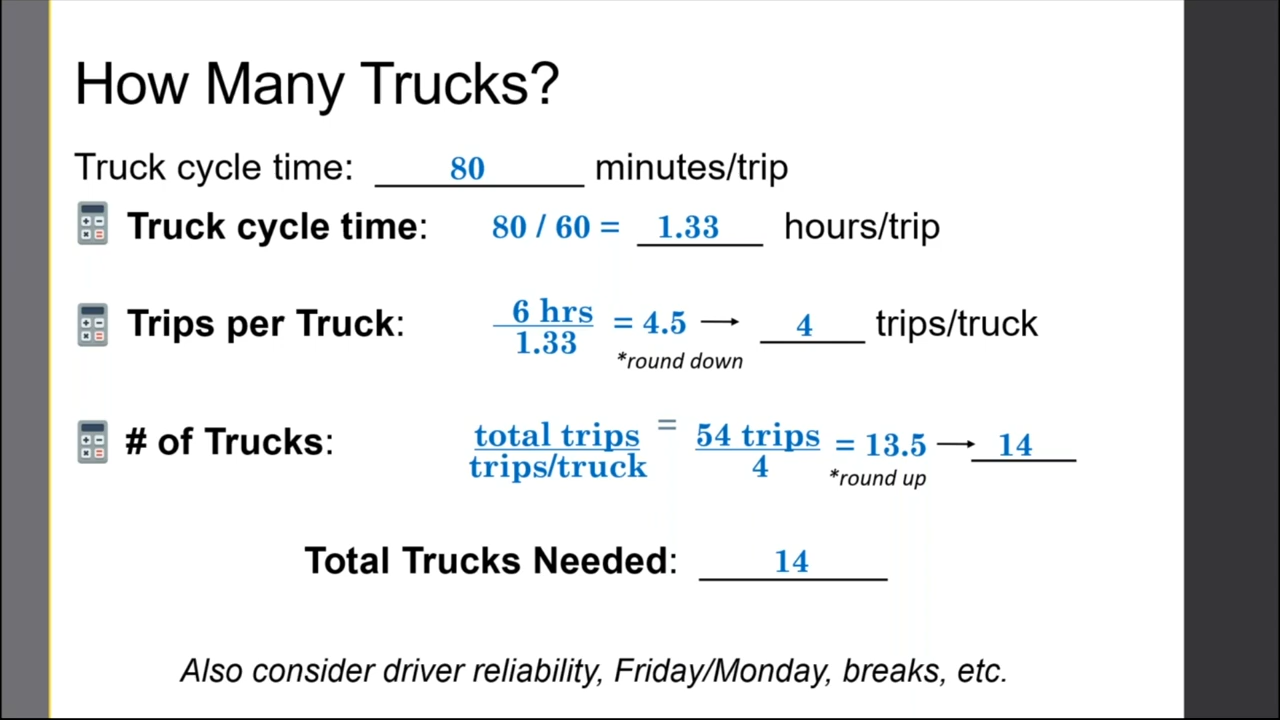 How Many Trucks?
Truck cycle time: 80 minutes/trip
Truck cycle time: 80 / 60 = 1.33 hours/trip
Trips per Truck: 6 hrs / 1.33 = 4.5 → 4 trips/truck
*round down
# of Trucks: total trips / trips/truck = 54 trips / 4 = 13.5 → 14
*round up
Total Trucks Needed: 14
Also consider driver reliability, Friday/Monday, breaks, etc.